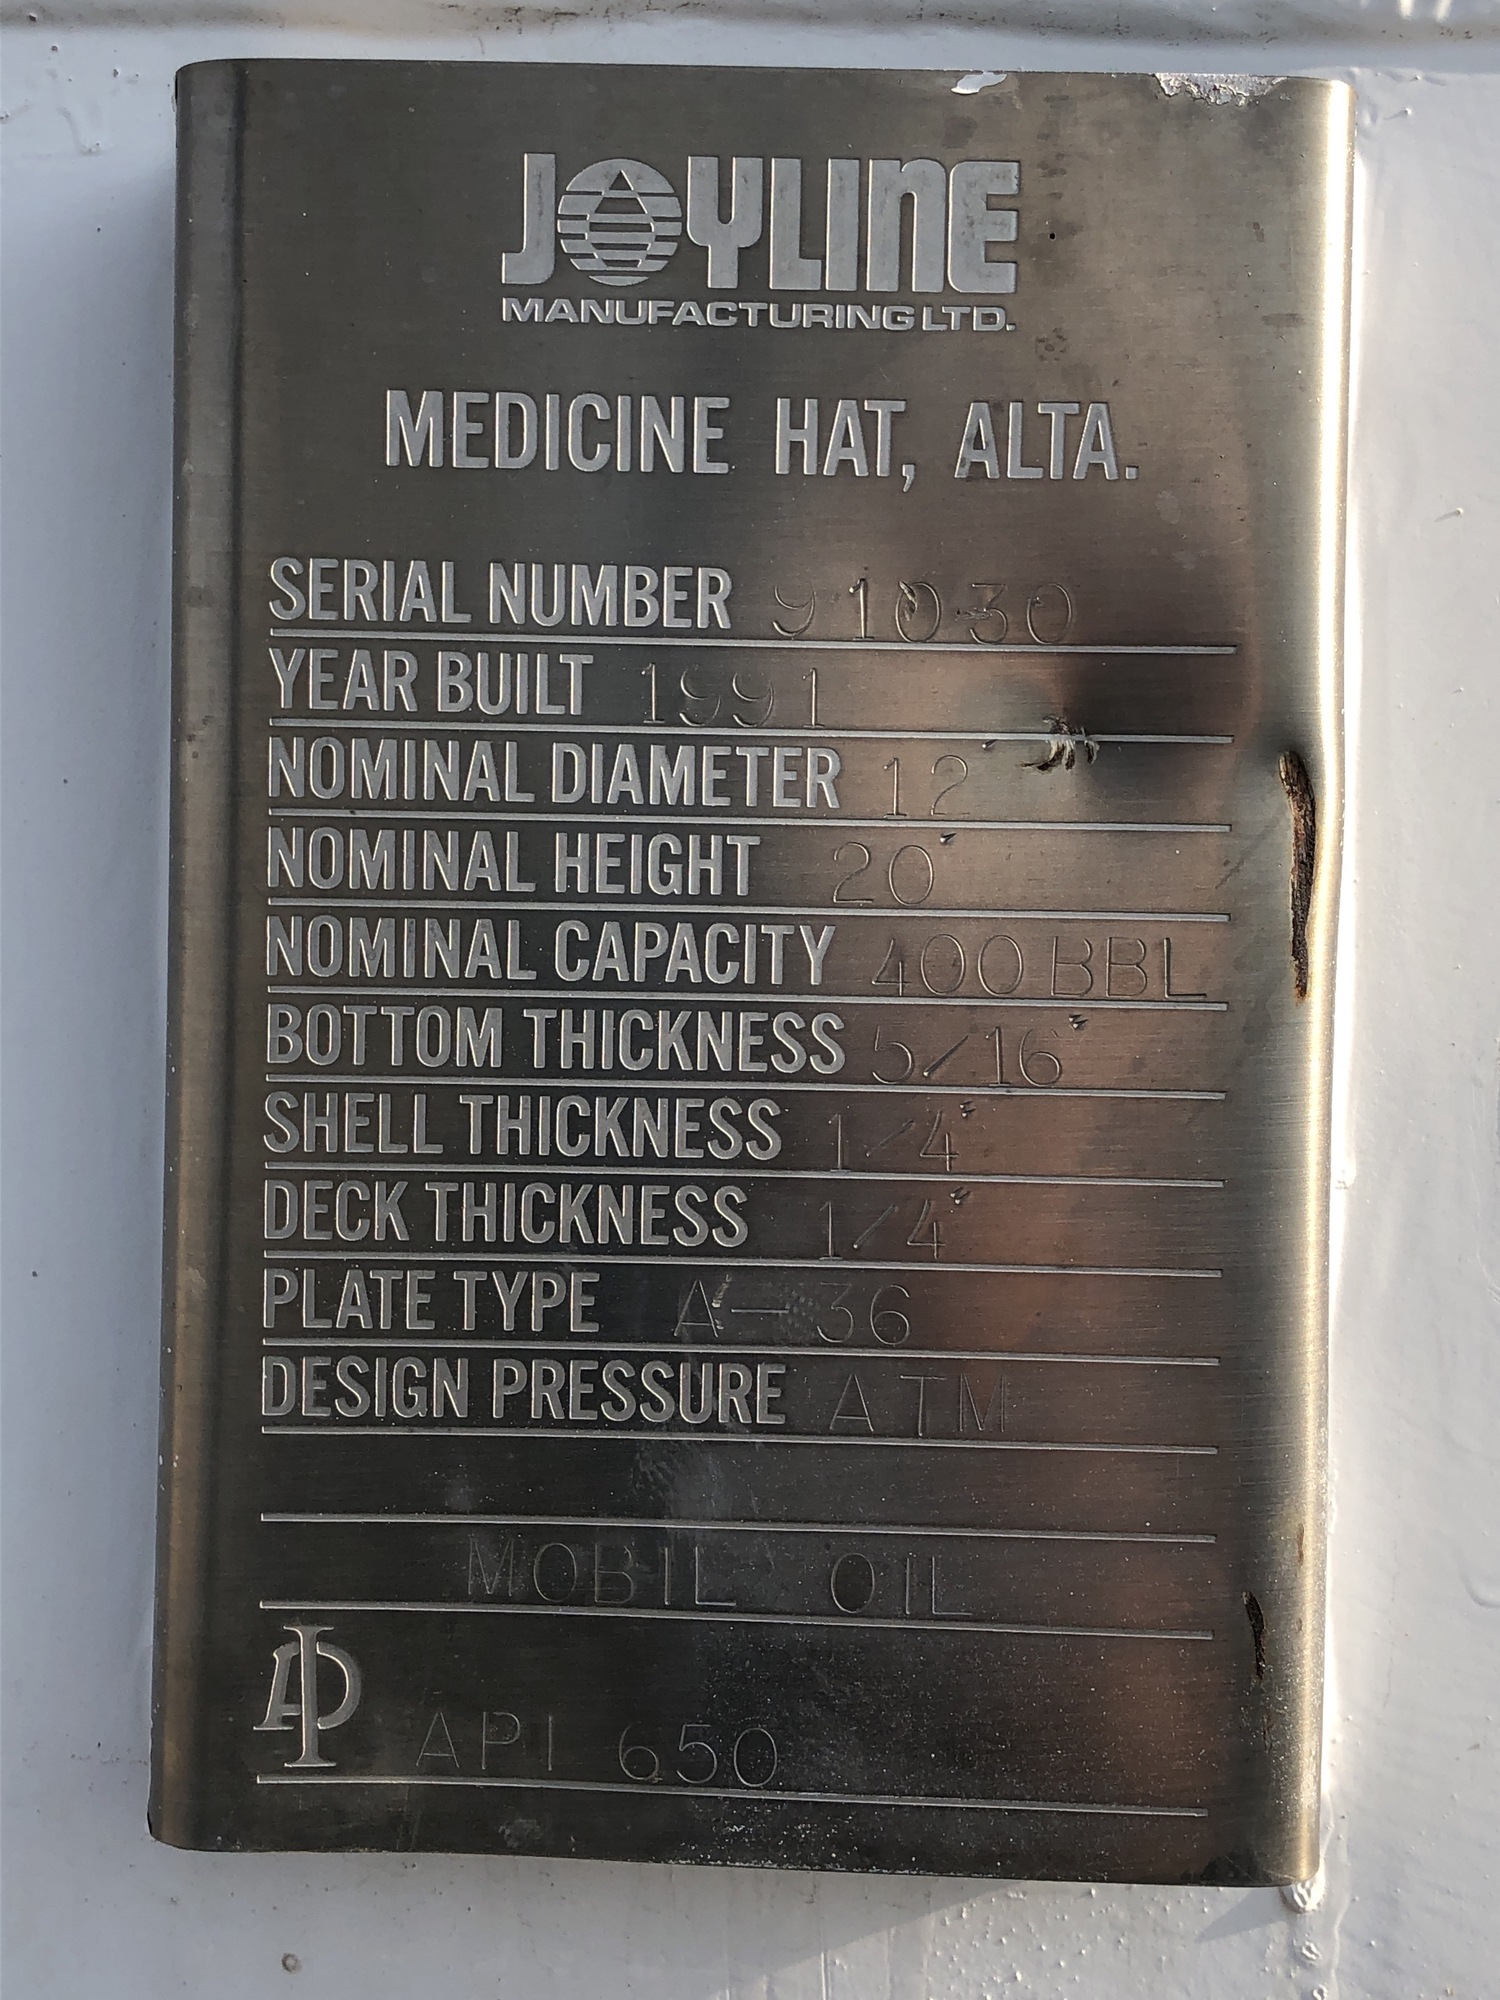 JOYLINE
MANUFACTURING LTD.
MEDICINE HAT, ALTA.
SERIAL NUMBER 91030
YEAR BUILT 1991
NOMINAL DIAMETER 12'
NOMINAL HEIGHT 20'
NOMINAL CAPACITY 400 BBL
BOTTOM THICKNESS 5/16"
SHELL THICKNESS 1/4"
DECK THICKNESS 1/4"
PLATE TYPE A-36
DESIGN PRESSURE ATM
MOBIL OIL
API API 650